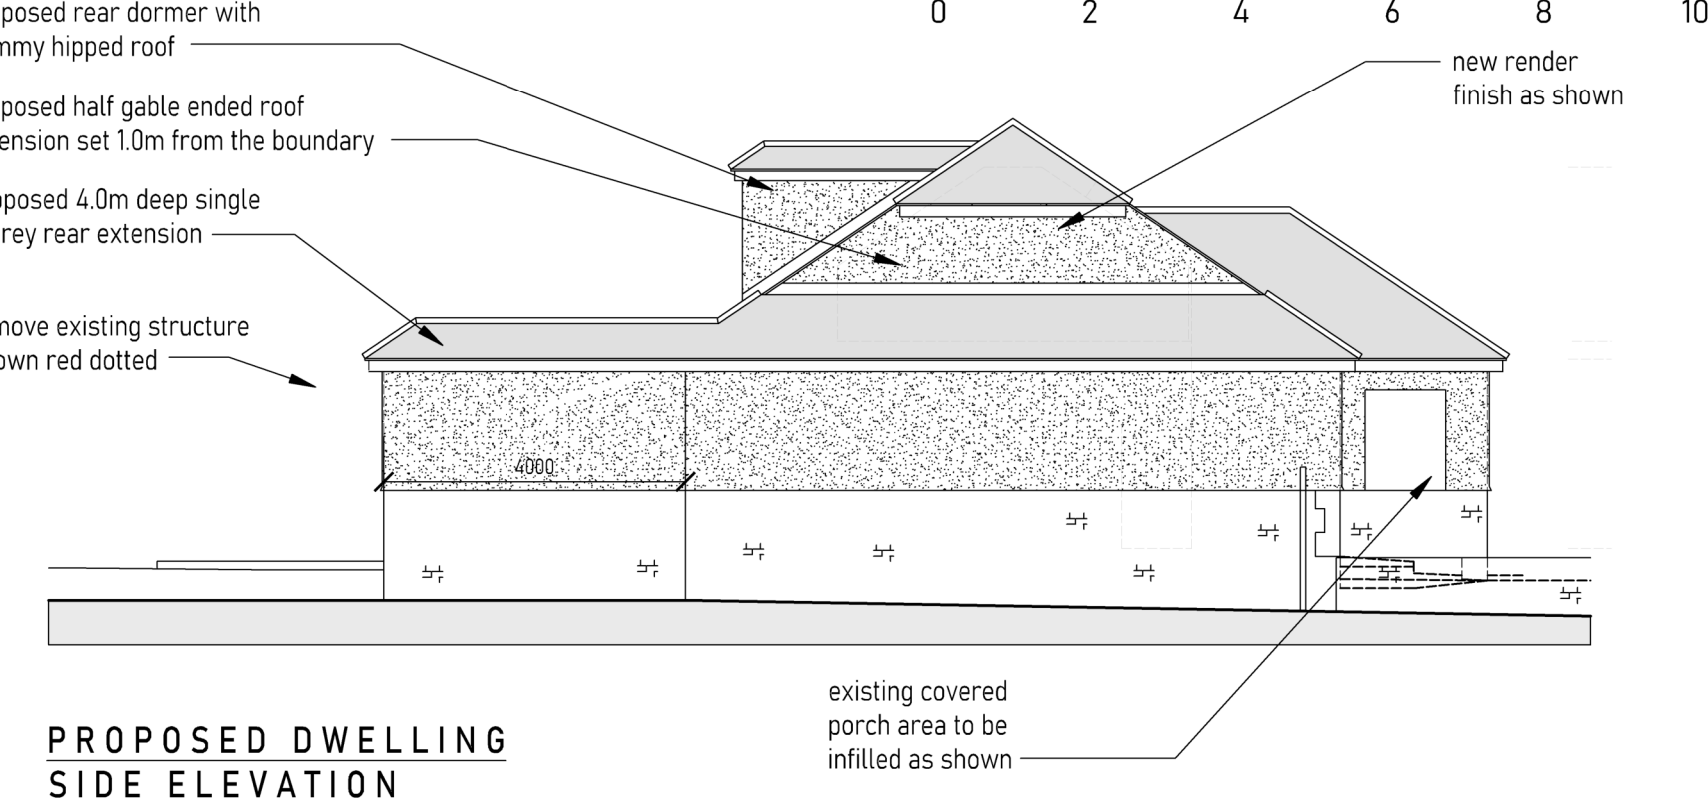 posed rear dormer with
mmy hipped roof
posed half gable ended roof
ension set 1.0m from the boundary
oposed 4.0m deep single
rey rear extension
move existing structure
own red dotted
0 2 4 6 8 10
new render
finish as shown
4000
existing covered
porch area to be
infilled as shown
PROPOSED DWELLING
SIDE ELEVATION